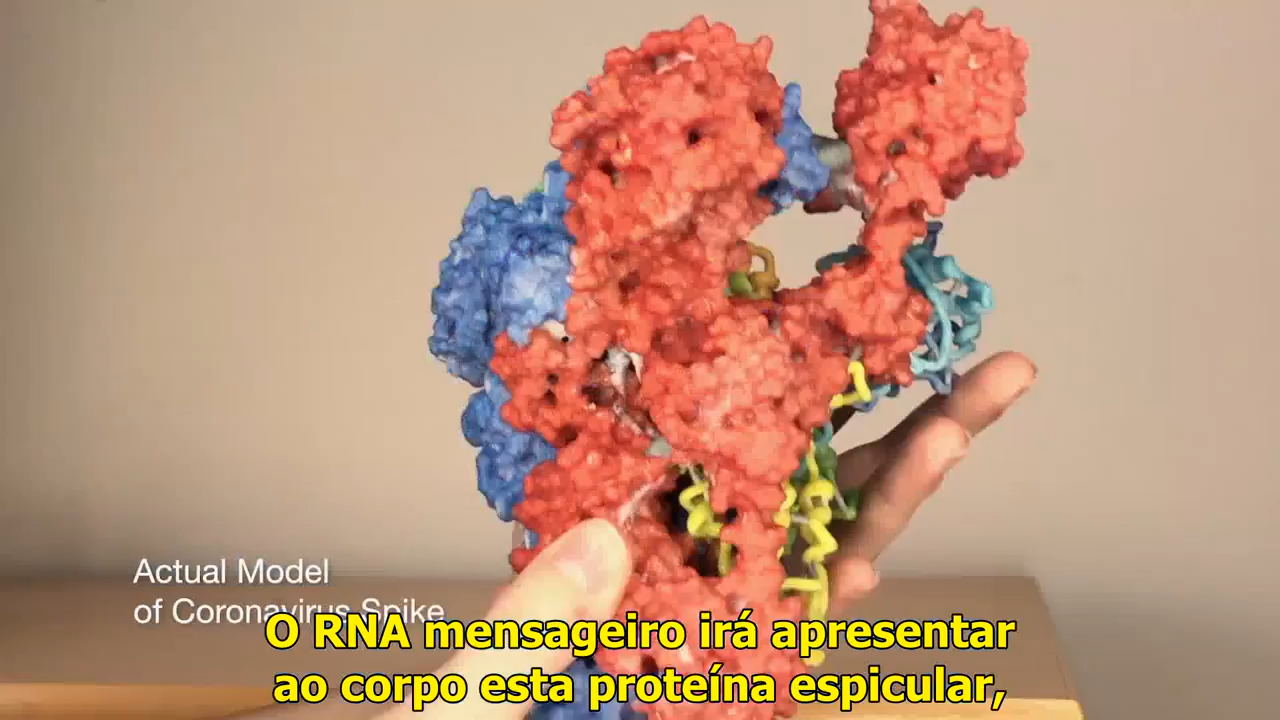 Actual Model
of Coronavirus Spike
O RNA mensageiro irá apresentar
ao corpo esta proteína espicular,